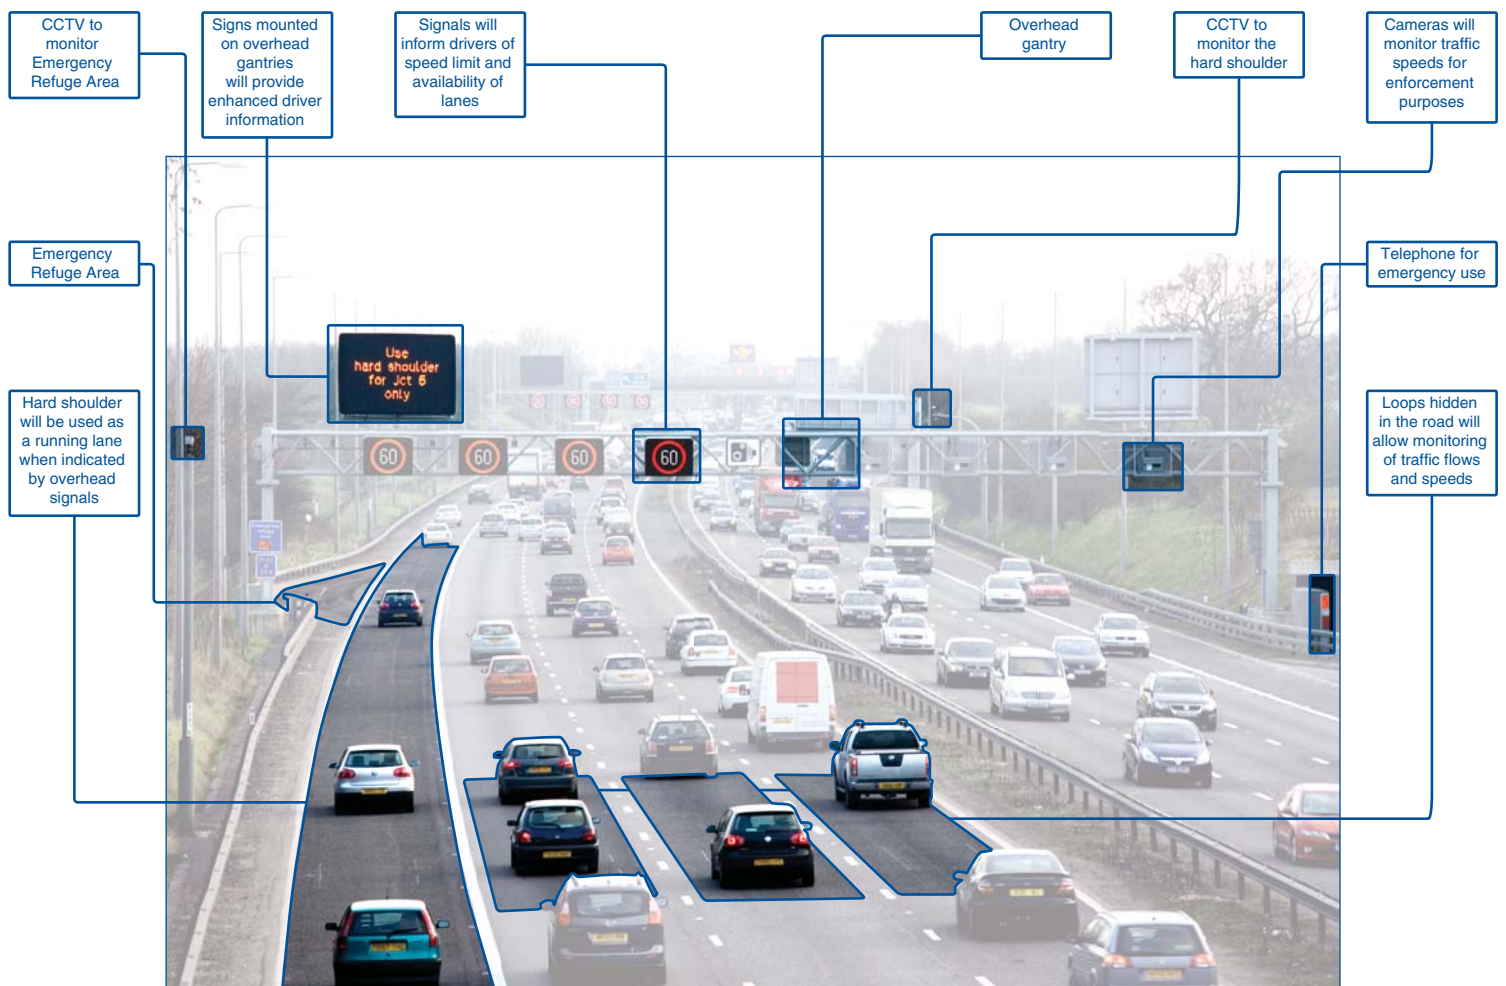 CCTV to
monitor
Emergency
Refuge Area
Signs mounted
on overhead
gantries
will provide
enhanced driver
information
Signals will
inform drivers of
speed limit and
availability of
lanes
Overhead
gantry
CCTV to
monitor the
hard shoulder
Cameras will
monitor traffic
speeds for
enforcement
purposes
Emergency
Refuge Area
Telephone for
emergency use
Use
hard shoulder
for Jct 6
only
Hard shoulder
will be used as
a running lane
when indicated
by overhead
signals
Loops hidden
in the road will
allow monitoring
of traffic flows
and speeds
60
60
60
60
Emergency
refuge
area